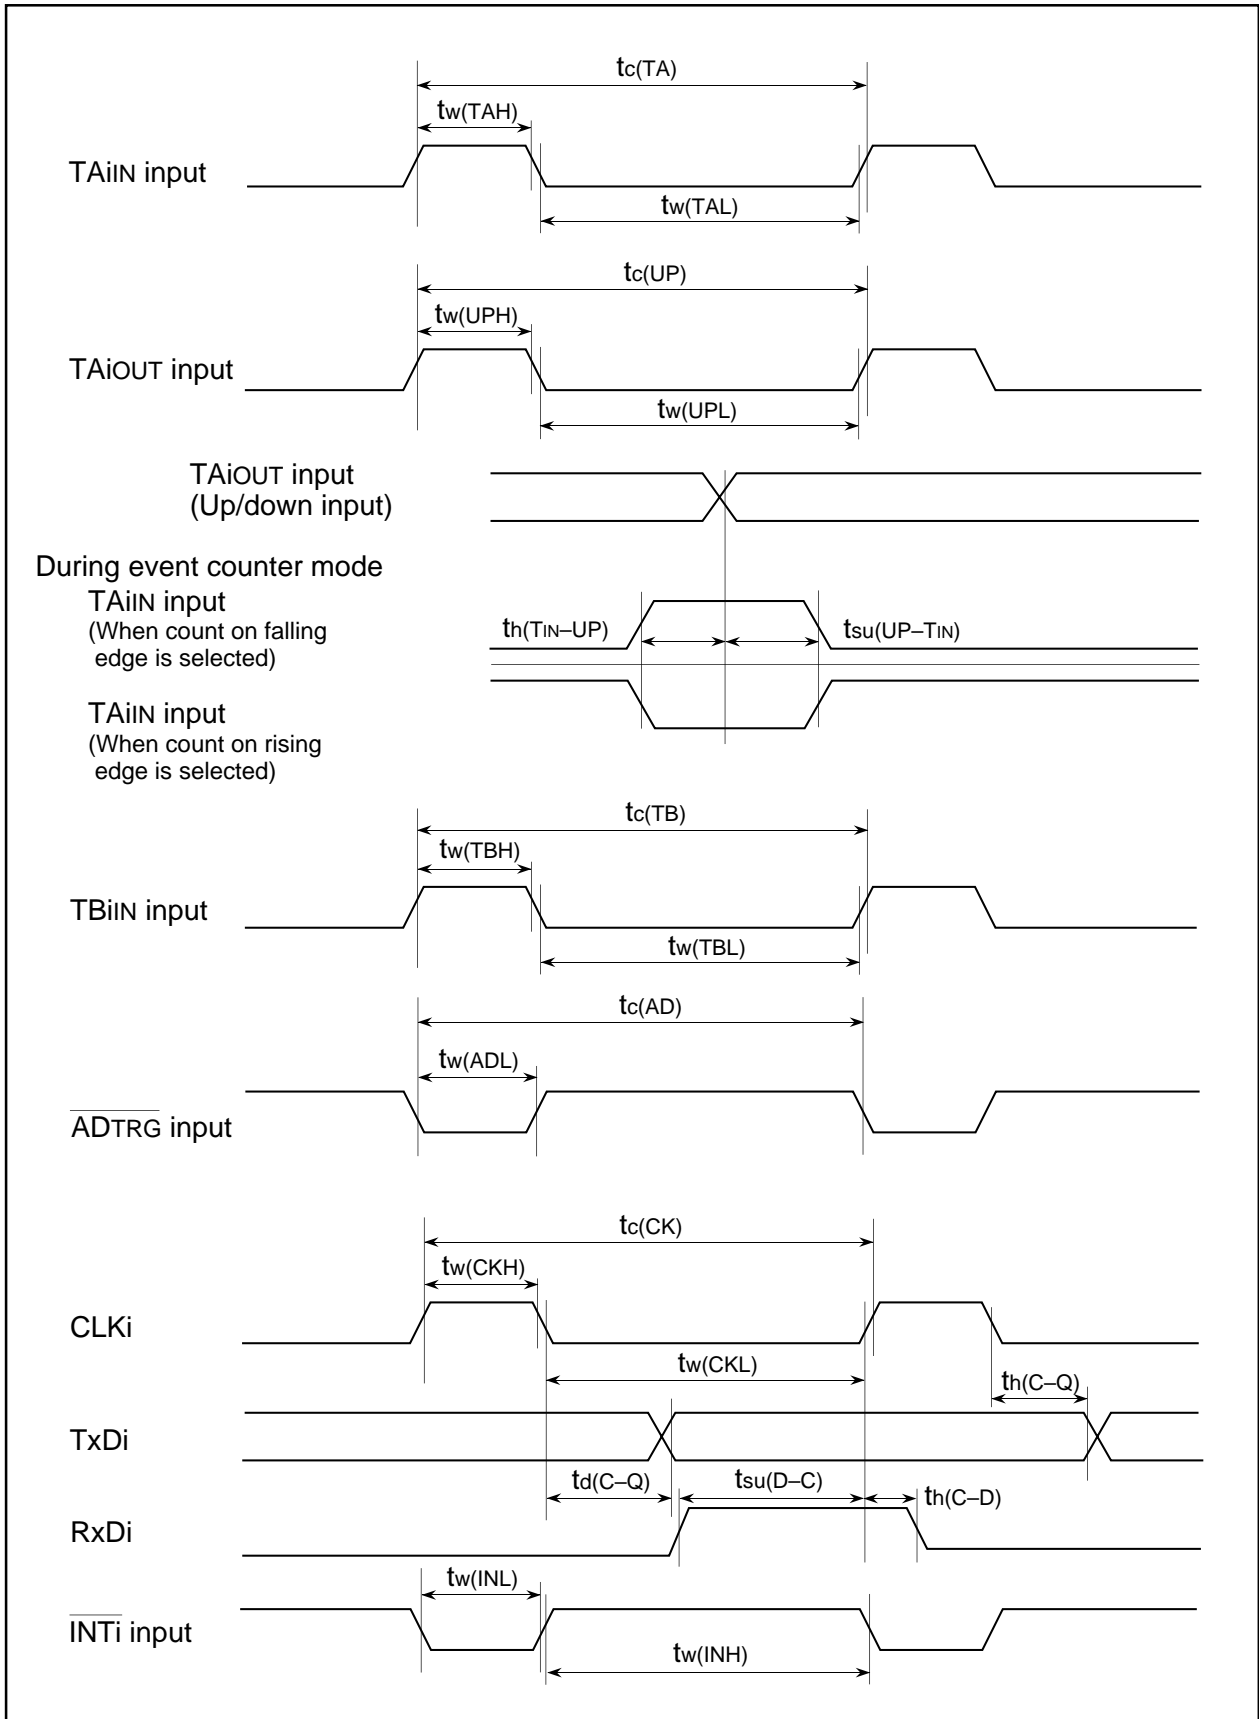 tc(TA)
tw(TAH)
TAiIN input
tw(TAL)
tc(UP)
tw(UPH)
TAiOUT input
tw(UPL)
TAiOUT input
(Up/down input)
During event counter mode
TAiIN input
(When count on falling
edge is selected)
th(TIN–UP)
tsu(UP–TIN)
TAiIN input
(When count on rising
edge is selected)
tc(TB)
tw(TBH)
TBiIN input
tw(TBL)
tc(AD)
tw(ADL)
ADTRG input
tc(CK)
tw(CKH)
CLKi
tw(CKL)
th(C–Q)
TxDi
td(C–Q)
tsu(D–C)
th(C–D)
RxDi
tw(INL)
INTi input
tw(INH)